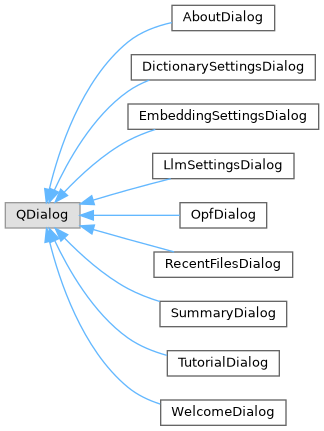 AboutDialog
DictionarySettingsDialog
EmbeddingSettingsDialog
LlmSettingsDialog
QDialog
OpfDialog
RecentFilesDialog
SummaryDialog
TutorialDialog
WelcomeDialog